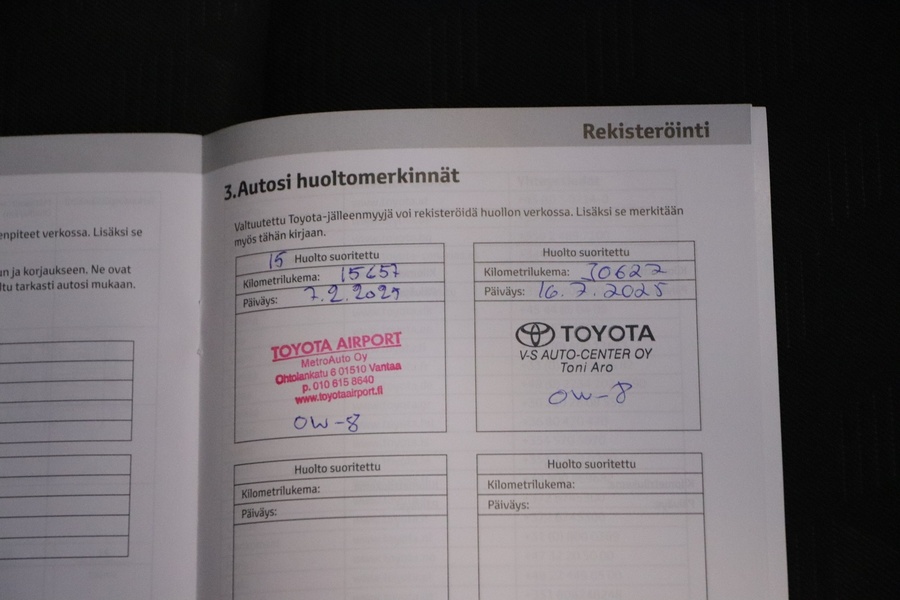 Rekisteröinti
enpiteet verkossa. Lisäksi se
un ja korjaukseen. Ne ovat
ltu tarkasti autosi mukaan.
3.Autosi huoltomerkinnät
Valtuutettu Toyota-jälleenmyyjä voi rekisteröidä huollon verkossa. Lisäksi se merkitään
myös tähän kirjaan.
15 Huolto suoritettu
Kilometrilukema: 15657
Päiväys: 7.2.2024
TOYOTA AIRPORT
MetroAuto Oy
Ohtolankatu 6 01510 Vantaa
p. 010 615 8640
www.toyotaairport.fi
OW-8
Huolto suoritettu
Kilometrilukema: 30627
Päiväys: 16.7.2025
TOYOTA
V-S AUTO-CENTER OY
Toni Aro
OW-8
Huolto suoritettu
Kilometrilukema:
Päiväys:
Huolto suoritettu
Kilometrilukema:
Päiväys: